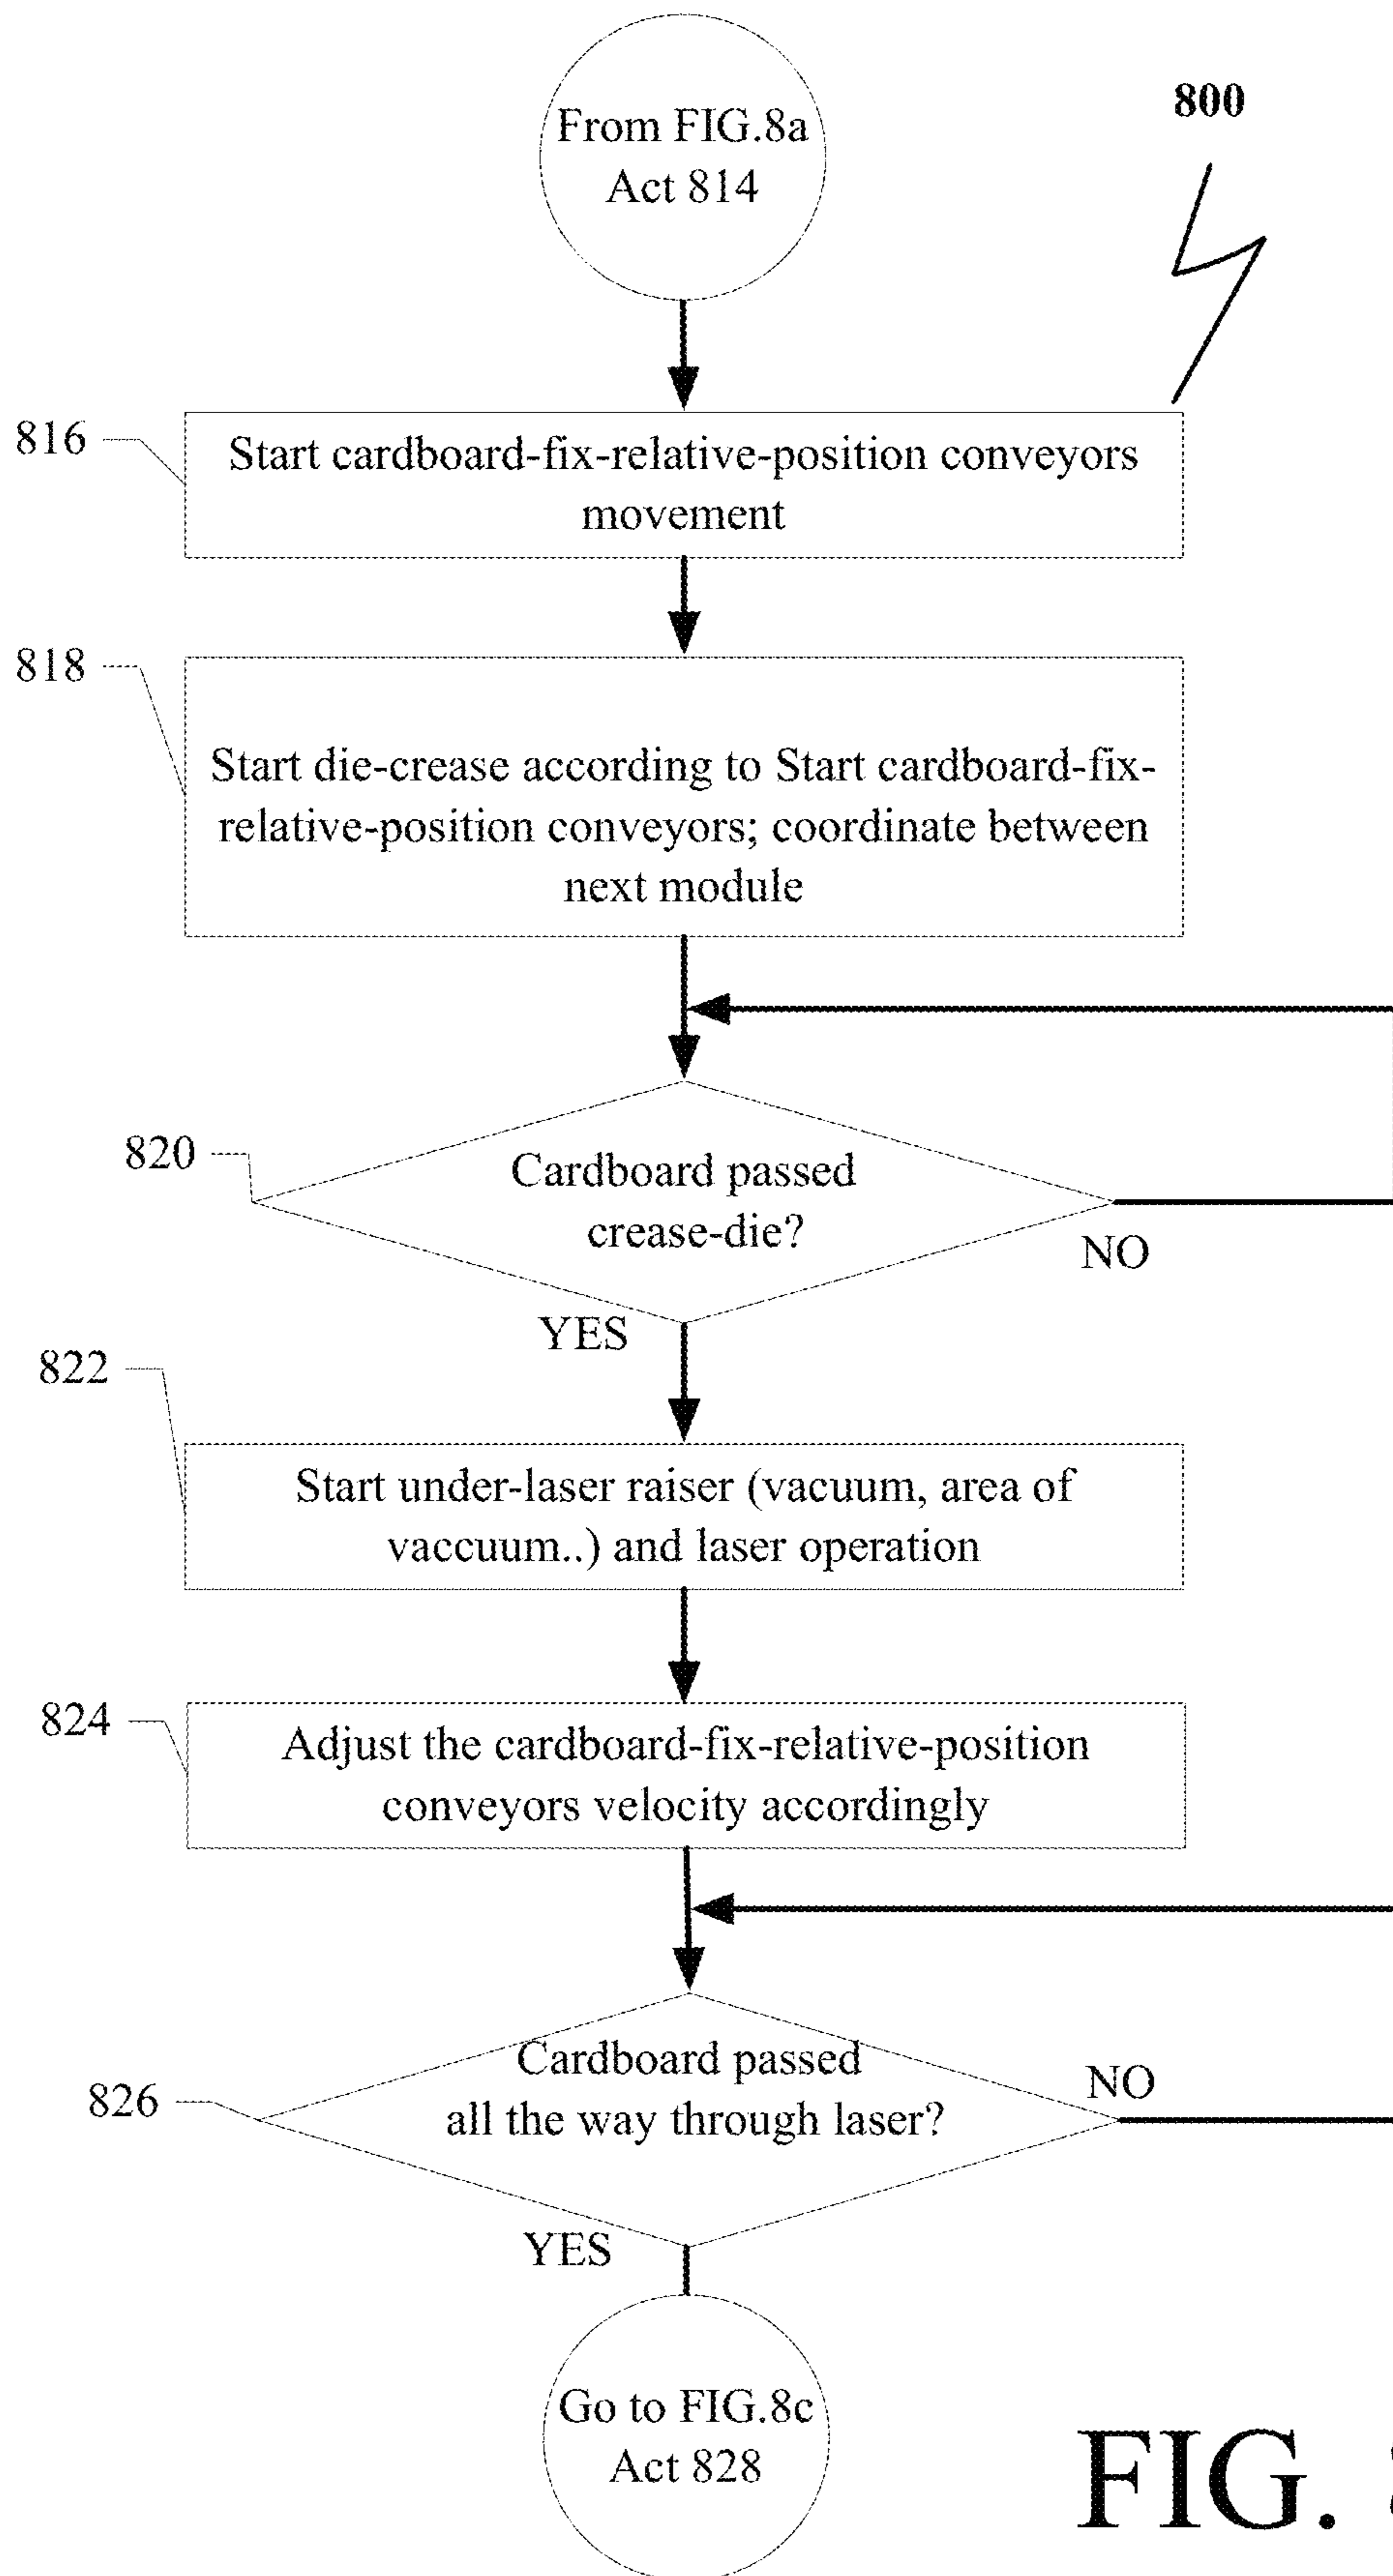 From FIG.8a
Act 814
800
816
Start cardboard-fix-relative-position conveyors
movement
818
Start die-crease according to Start cardboard-fix-
relative-position conveyors; coordinate between
next module
820
Cardboard passed
crease-die?
NO
YES
822
Start under-laser raiser (vacuum, area of
vaccuum..) and laser operation
824
Adjust the cardboard-fix-relative-position
conveyors velocity accordingly
826
Cardboard passed
all the way through laser?
NO
YES
Go to FIG.8c
Act 828
FIG.